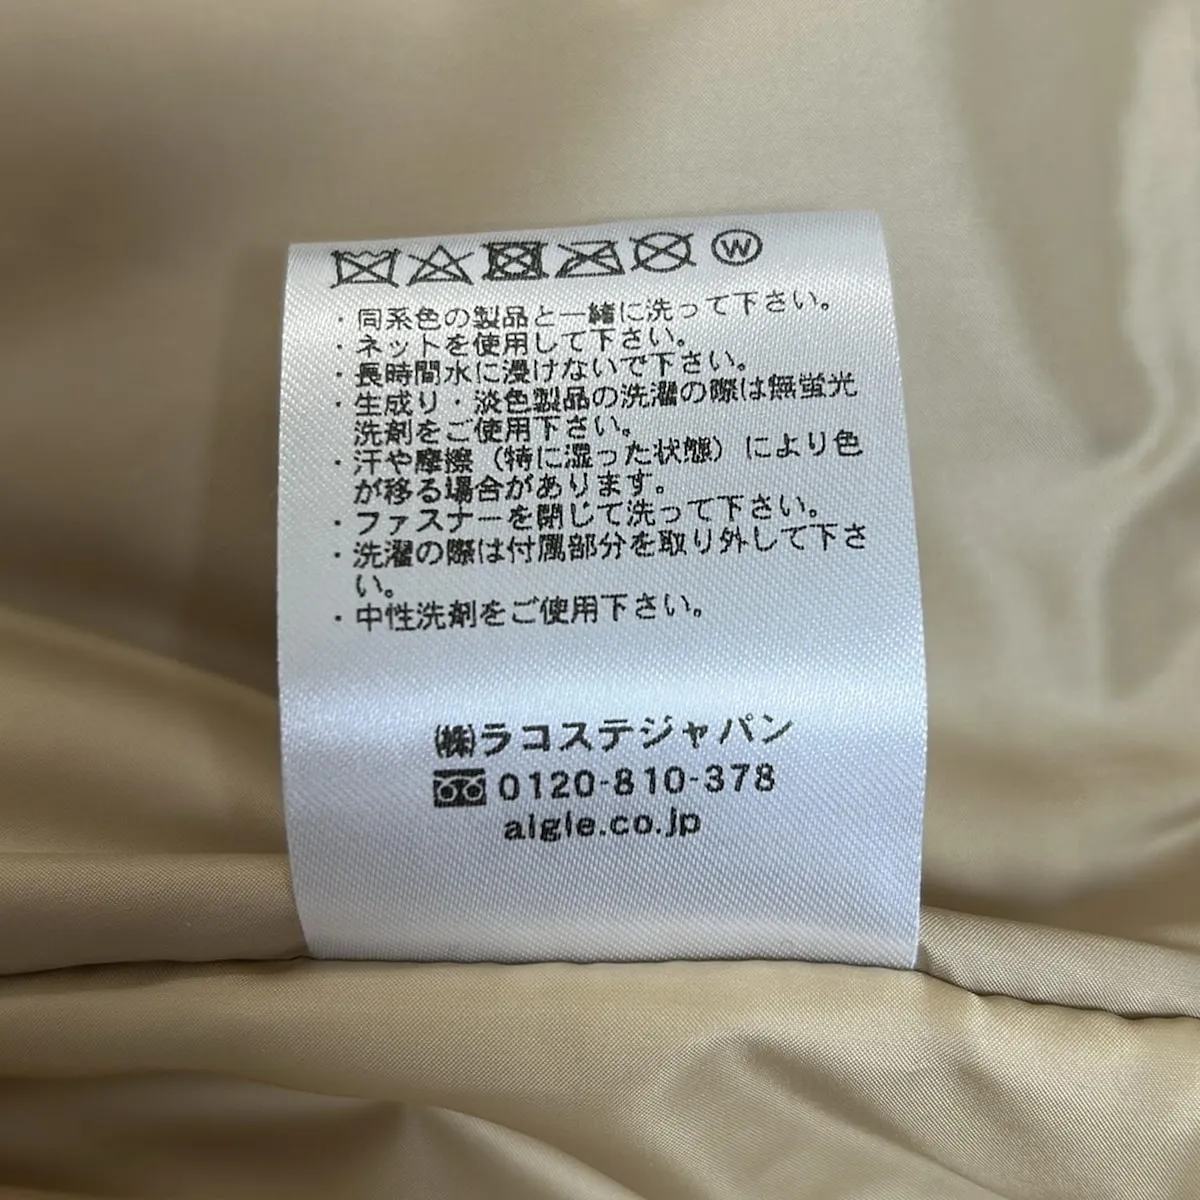 W
・同系色の製品と一緒に洗って下さい。
・ネットを使用して下さい。
・長時間水に浸けないで下さい。
・生成り・淡色製品の洗濯の際は無蛍光
洗剤をご使用下さい。
・汗や摩擦（特に湿った状態）により色
が移る場合があります。
・ファスナーを閉じて洗って下さい。
・洗濯の際は付属部分を取り外して下さ
い。
・中性洗剤をご使用下さい。
㈱ラコステジャパン
0120-810-378
aigle.co.jp